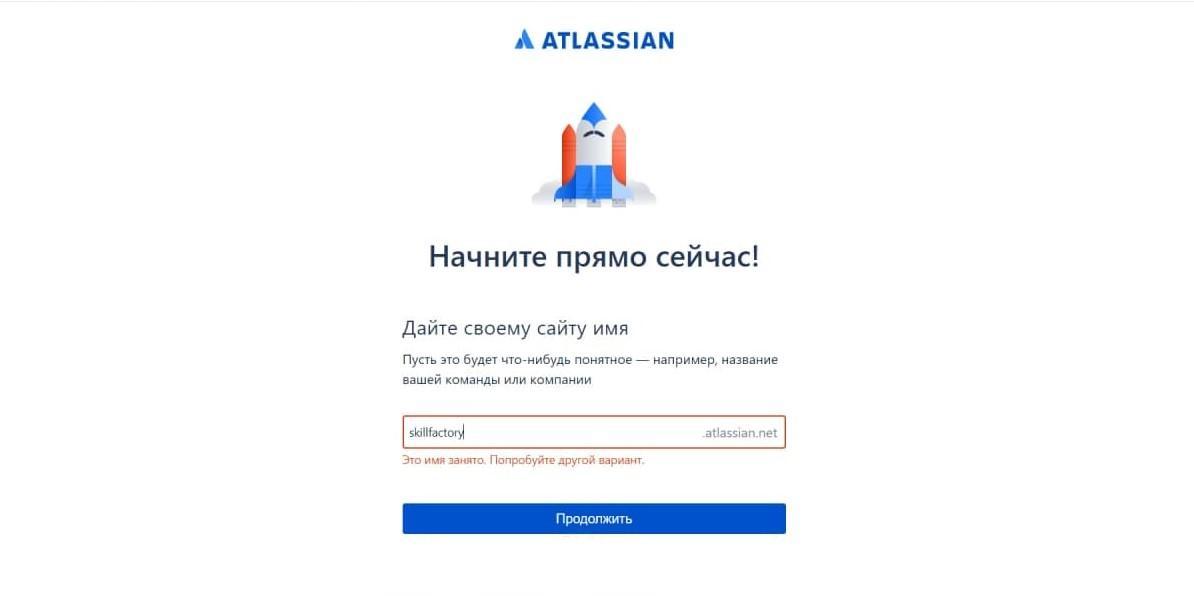 ATLASSIAN
Начните прямо сейчас!
Дайте своему сайту имя
Пусть это будет что-нибудь понятное — например, название
вашей команды или компании
skillfactory .atlassian.net
Это имя занято. Попробуйте другой вариант.
Продолжить